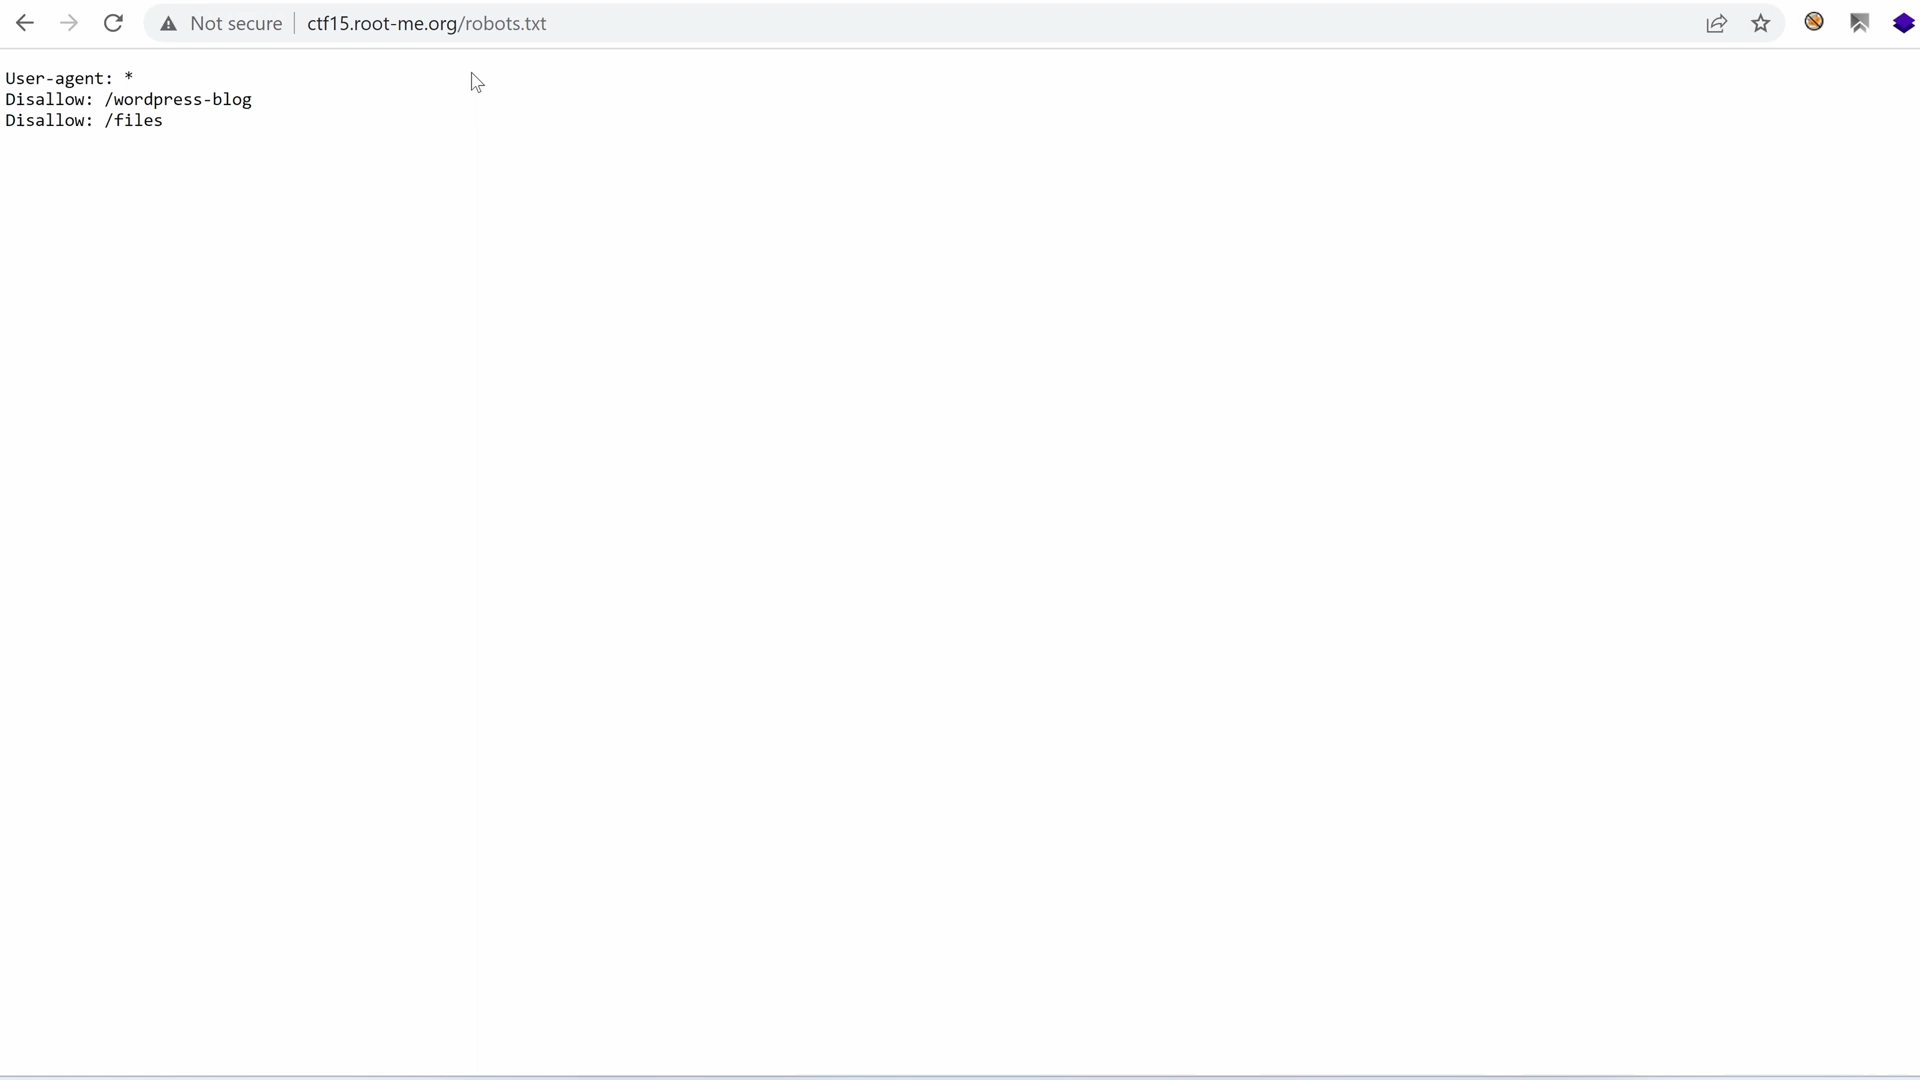 Not secure ctf15.root-me.org/robots.txt
User-agent: *
Disallow: /wordpress-blog
Disallow: /files